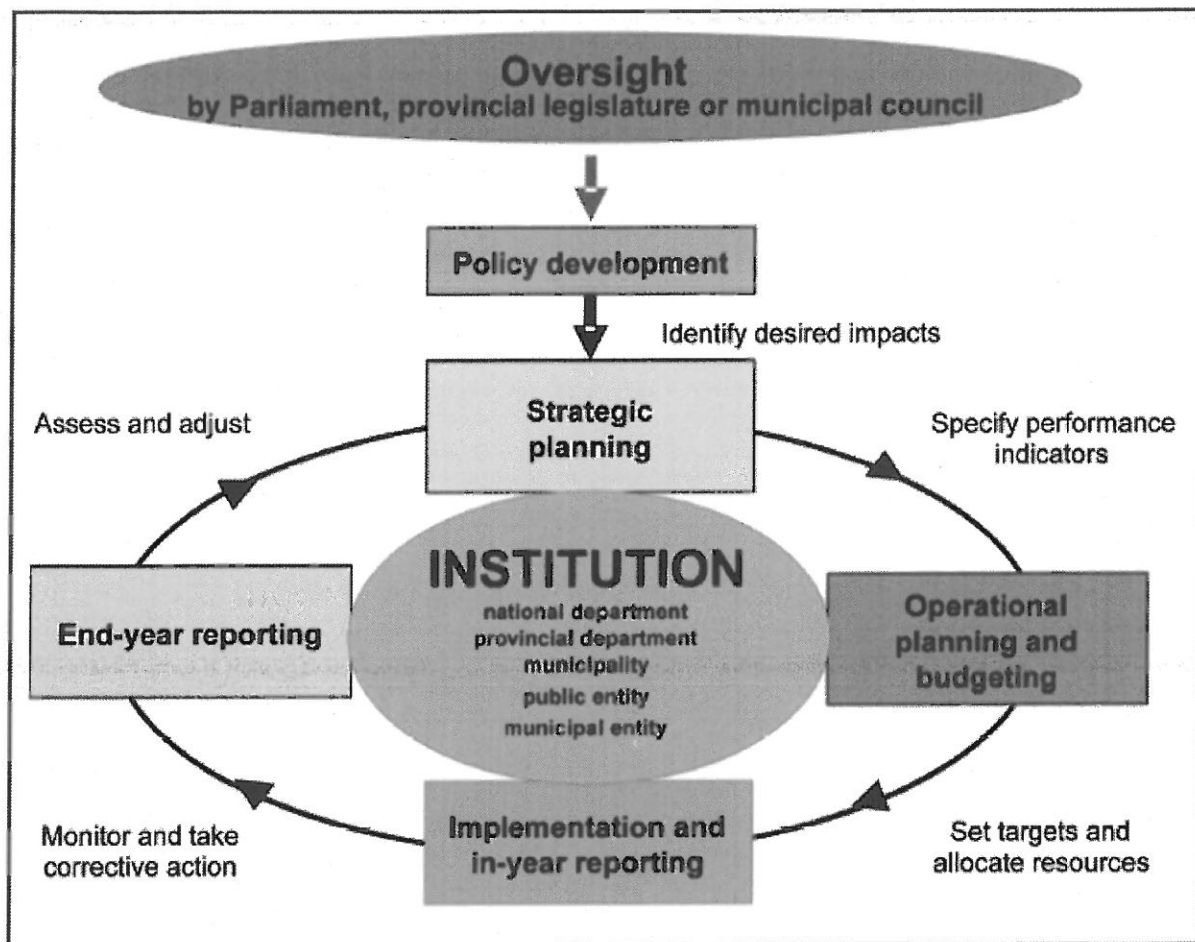 Oversight
by Parliament, provincial legislature or municipal council
Policy development
Identify desired impacts
Strategic
planning
Assess and adjust
Specify performance
indicators
INSTITUTION
national department
provincial department
municipality
public entity
municipal entity
End-year reporting
Operational
planning and
budgeting
Implementation and
in-year reporting
Monitor and take
corrective action
Set targets and
allocate resources